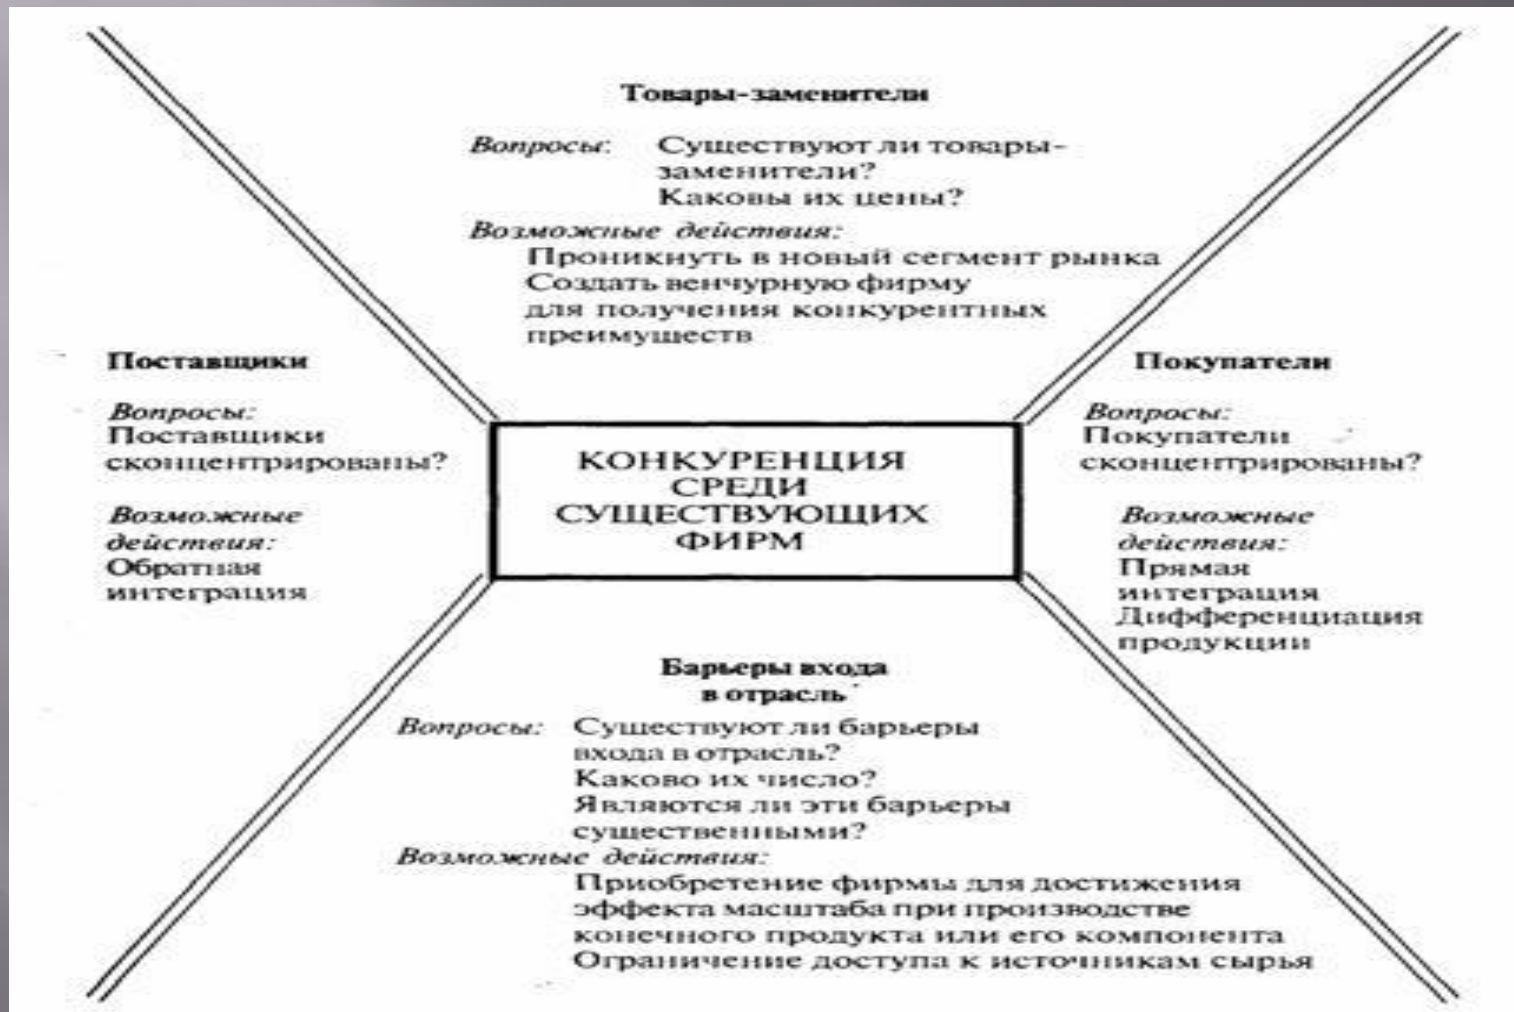 Товары-заменители
Вопросы: Существуют ли товары-
заменители?
Каковы их цены?
Возможные действия:
Проникнуть в новый сегмент рынка
Создать венчурную фирму
для получения конкурентных
преимуществ
Поставщики
Вопросы:
Поставщики
сконцентрированы?
Возможные
действия:
Обратная
интеграция
КОНКУРЕНЦИЯ
СРЕДИ
СУЩЕСТВУЮЩИХ
ФИРМ
Покупатели
Вопросы:
Покупатели
сконцентрированы?
Возможные
действия:
Прямая
интеграция
Дифференциация
продукции
Барьеры входа
в отрасль
Вопросы: Существуют ли барьеры
входа в отрасль?
Каково их число?
Являются ли эти барьеры
существенными?
Возможные действия:
Приобретение фирмы для достижения
эффекта масштаба при производстве
конечного продукта или его компонента
Ограничение доступа к источникам сырья